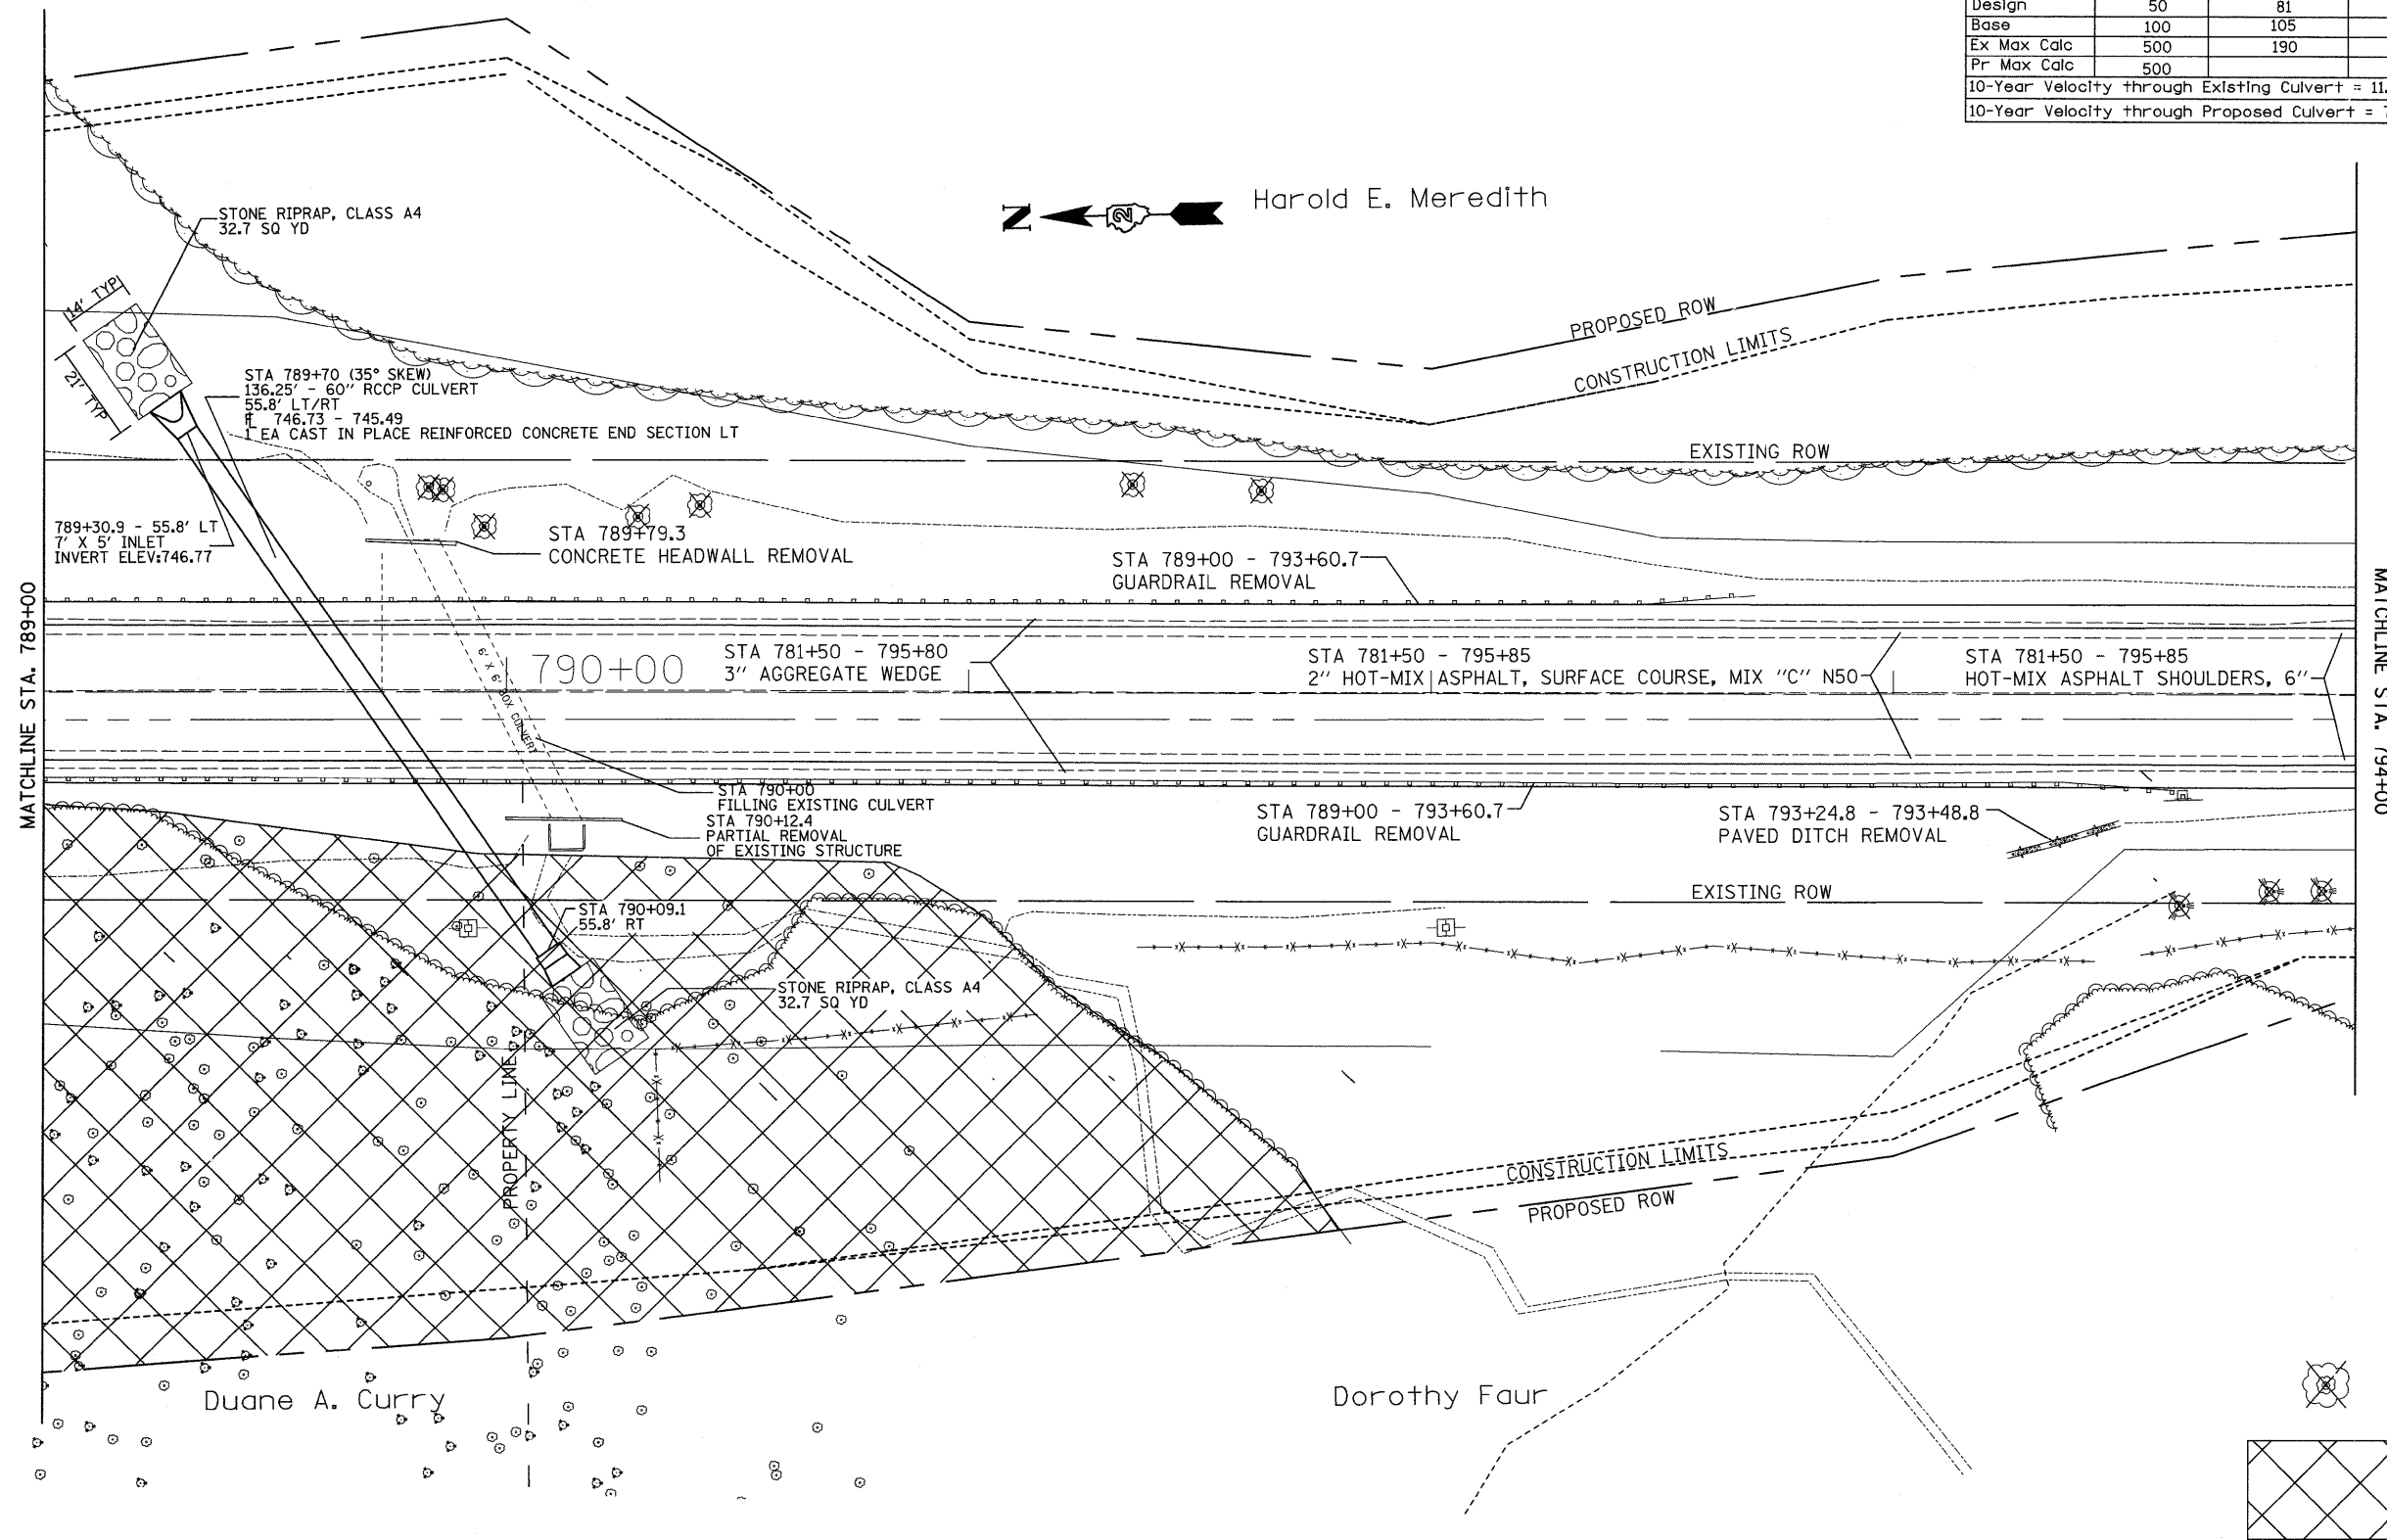 Design 50 81
Base 100 105
Ex Max Calc 500 190
Pr Max Calc 500
10-Year Velocity through Existing Culvert = 11.
10-Year Velocity through Proposed Culvert = 7
N
2
Harold E. Meredith
STONE RIPRAP, CLASS A4
32.7 SQ YD
14' TYP
21' TYP
STA 789+70 (35° SKEW)
136.25' - 60" RCCP CULVERT
55.8' LT/RT
FL 746.73 - 745.49
1 EA CAST IN PLACE REINFORCED CONCRETE END SECTION LT
PROPOSED ROW
CONSTRUCTION LIMITS
EXISTING ROW
789+30.9 - 55.8' LT
7' X 5' INLET
INVERT ELEV:746.77
STA 789+79.3
CONCRETE HEADWALL REMOVAL
STA 789+00 - 793+60.7
GUARDRAIL REMOVAL
MATCHLINE STA. 789+00
MATCHLINE STA. 794+00
6' X 6' BOX CULVERT
790+00
STA 781+50 - 795+80
3" AGGREGATE WEDGE
STA 781+50 - 795+85
2" HOT-MIX ASPHALT, SURFACE COURSE, MIX "C" N50
STA 781+50 - 795+85
HOT-MIX ASPHALT SHOULDERS, 6"
STA 790+00
FILLING EXISTING CULVERT
STA 790+12.4
PARTIAL REMOVAL
OF EXISTING STRUCTURE
STA 789+00 - 793+60.7
GUARDRAIL REMOVAL
STA 793+24.8 - 793+48.8
PAVED DITCH REMOVAL
EXISTING ROW
STA 790+09.1
55.8' RT
STONE RIPRAP, CLASS A4
32.7 SQ YD
PROPERTY LINE
CONSTRUCTION LIMITS
PROPOSED ROW
Duane A. Curry
Dorothy Faur